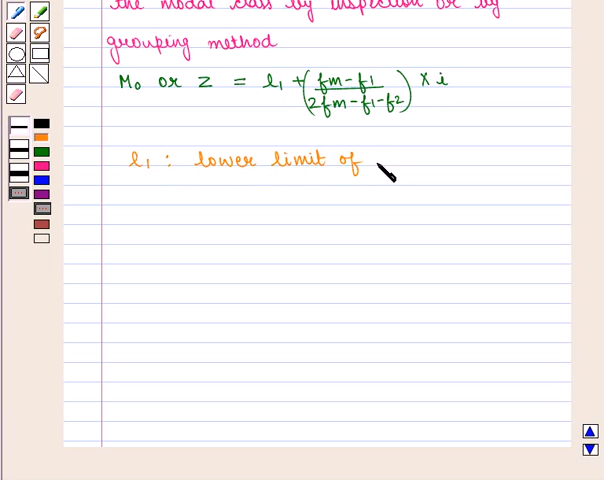 the modal class by inspection or by
grouping method
Mo or Z = l1 + (fm-f1/2fm-f1-f2) X i
l1 : lower limit of